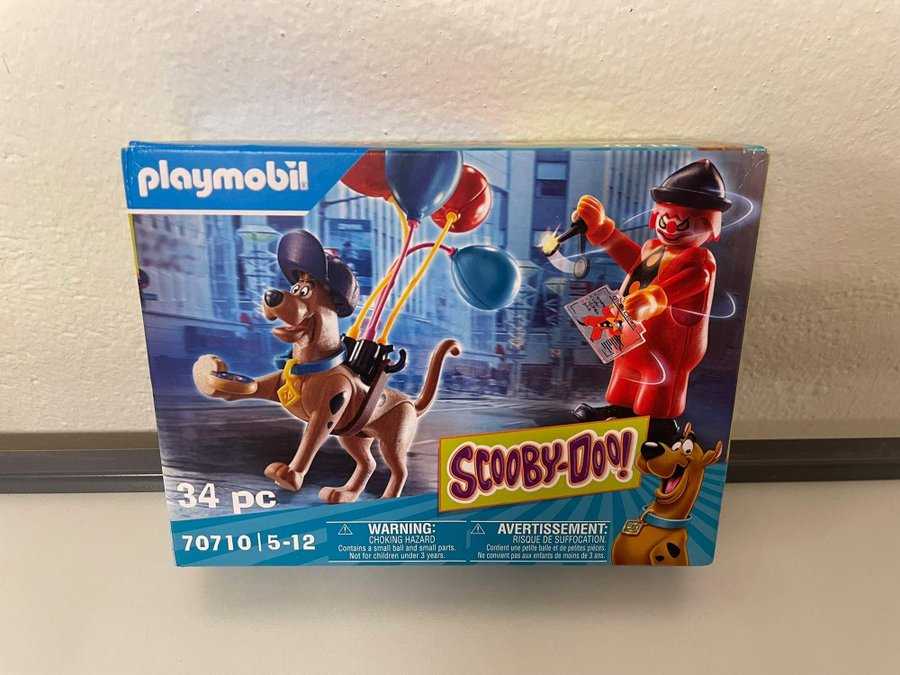 playmobil
34 pc
70710 | 5-12
SCOOBY-DOO!
⚠ WARNING:
CHOKING HAZARD
Contains a small ball and small parts.
Not for children under 3 years.
⚠ AVERTISSEMENT:
RISQUE DE SUFFOCATION.
Contient une petite balle et de petites pièces.
Ne convient pas aux enfants de moins de 3 ans.